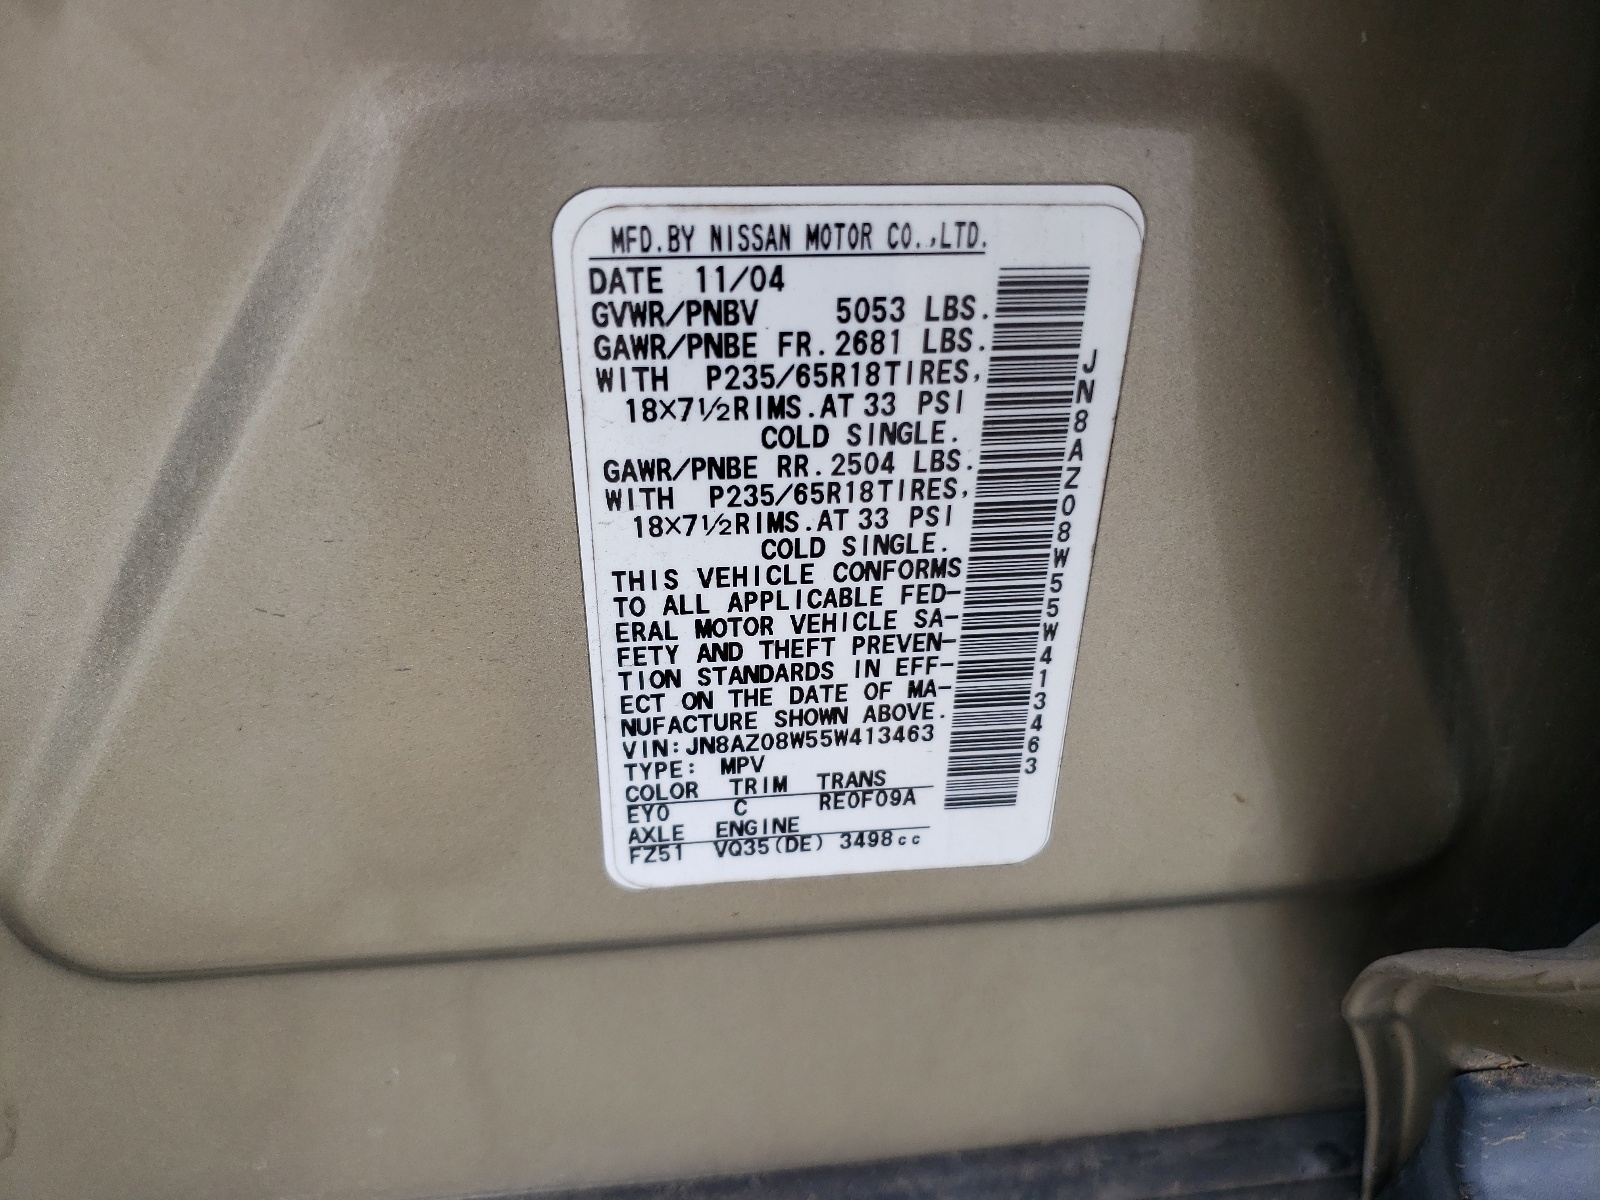 MFD.BY NISSAN MOTOR CO.,LTD.
DATE 11/04
GVWR/PNBV 5053 LBS.
GAWR/PNBE FR.2681 LBS.
WITH P235/65R18TIRES,
18×7½RIMS.AT 33 PSI
COLD SINGLE.
GAWR/PNBE RR.2504 LBS.
WITH P235/65R18TIRES,
18×7½RIMS.AT 33 PSI
COLD SINGLE.
THIS VEHICLE CONFORMS
TO ALL APPLICABLE FED-
ERAL MOTOR VEHICLE SA-
FETY AND THEFT PREVEN-
TION STANDARDS IN EFF-
ECT ON THE DATE OF MA-
NUFACTURE SHOWN ABOVE.
VIN:JN8AZ08W55W413463
TYPE: MPV
COLOR TRIM TRANS
EY0 C RE0F09A
AXLE ENGINE
FZ51 VQ35(DE) 3498cc
JN8AZ08W55W413463